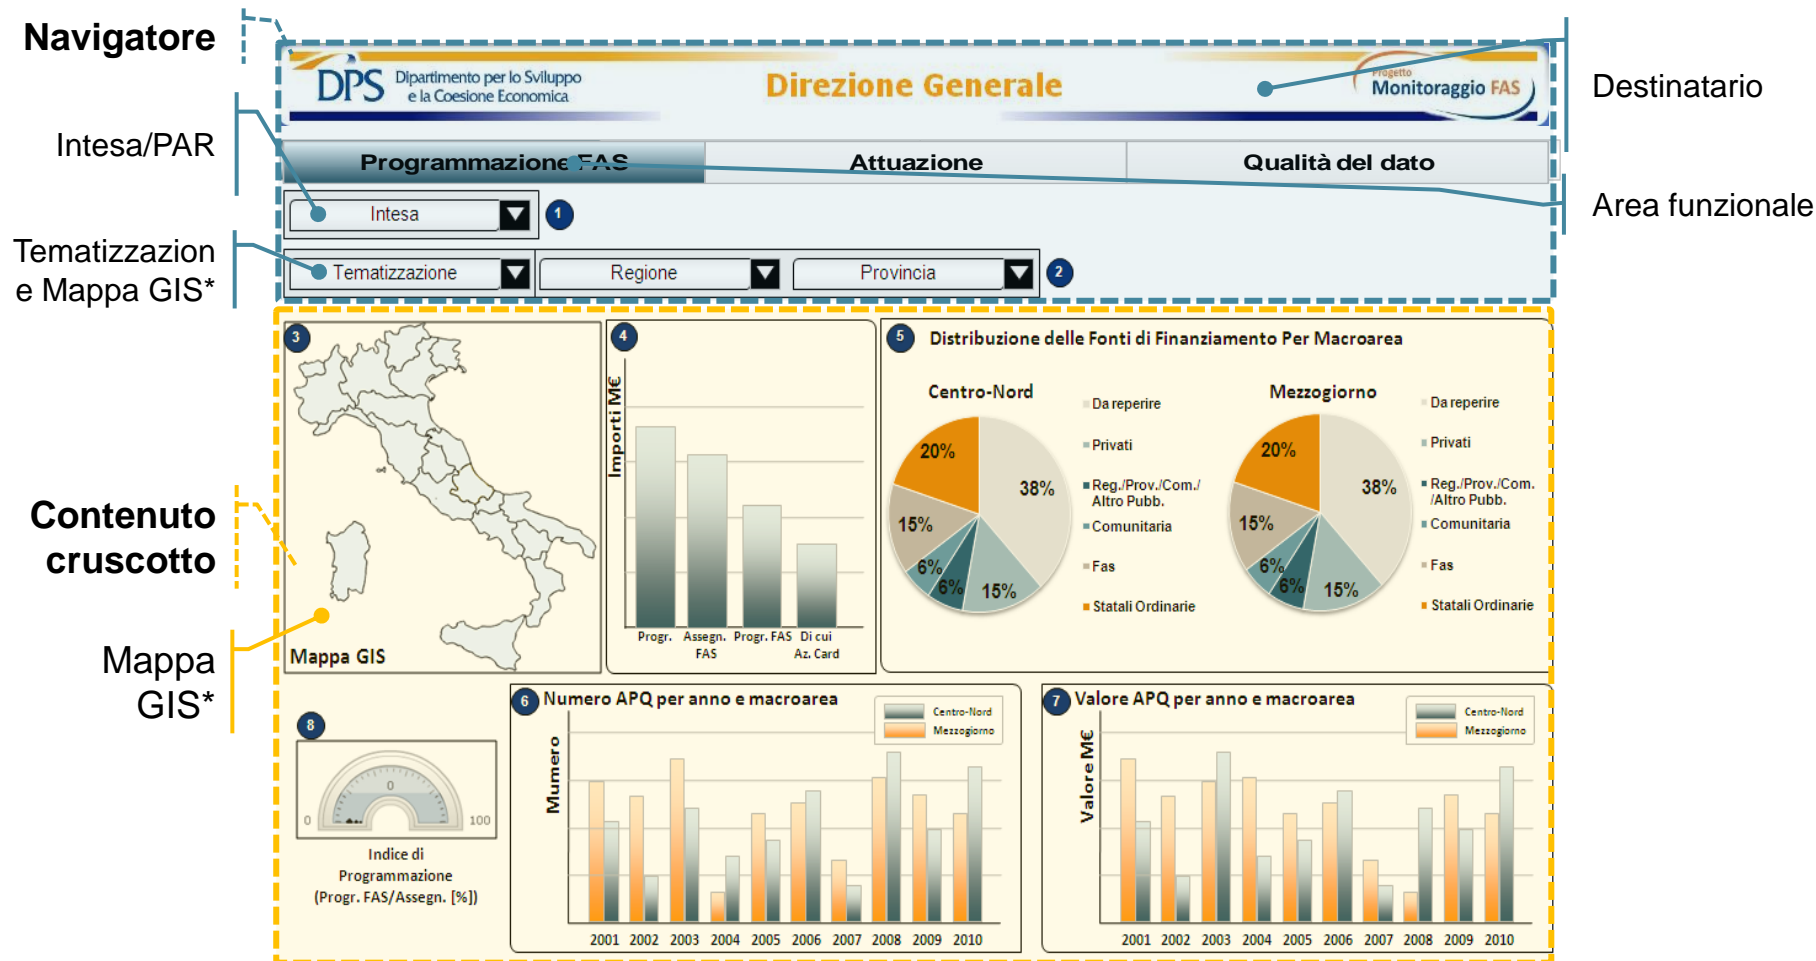 Navigatore
DPS Dipartimento per lo Sviluppo
e la Coesione Economica
Direzione Generale
Progetto
Monitoraggio FAS
Destinatario
Intesa/PAR
Programmazione FAS
Attuazione
Qualità del dato
Area funzionale
Intesa
1
Tematizzazion
e Mappa GIS*
Tematizzazione
Regione
Provincia
2
3
Mappa GIS
4
Importi M€
Progr.
Assegn.
FAS
Progr. FAS
Di cui
Az. Card
5
Distribuzione delle Fonti di Finanziamento Per Macroarea
Centro-Nord
20%
38%
15%
6%
6%
15%
Da reperire
Privati
Reg./Prov./Com./
Altro Pubb.
Comunitaria
Fas
Statali Ordinarie
Mezzogiorno
20%
38%
15%
6%
6%
15%
Da reperire
Privati
Reg./Prov./Com.
/Altro Pubb.
Comunitaria
Fas
Statali Ordinarie
Contenuto
cruscotto
Mappa
GIS*
8
0
0
100
Indice di
Programmazione
(Progr. FAS/Assegn. [%])
6
Numero APQ per anno e macroarea
Centro-Nord
Mezzogiorno
Mumero
2001 2002 2003 2004 2005 2006 2007 2008 2009 2010
7
Valore APQ per anno e macroarea
Centro-Nord
Mezzogiorno
Valore M€
2001 2002 2003 2004 2005 2006 2007 2008 2009 2010